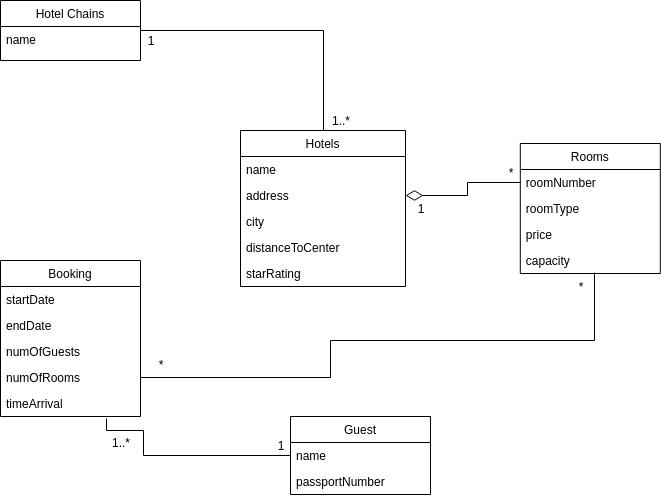 Hotel Chains
name
1
1..*
Hotels
name
address
city
distanceToCenter
starRating
1
*
Rooms
roomNumber
roomType
price
capacity
*
Booking
startDate
endDate
numOfGuests
numOfRooms
timeArrival
*
1..*
1
Guest
name
passportNumber